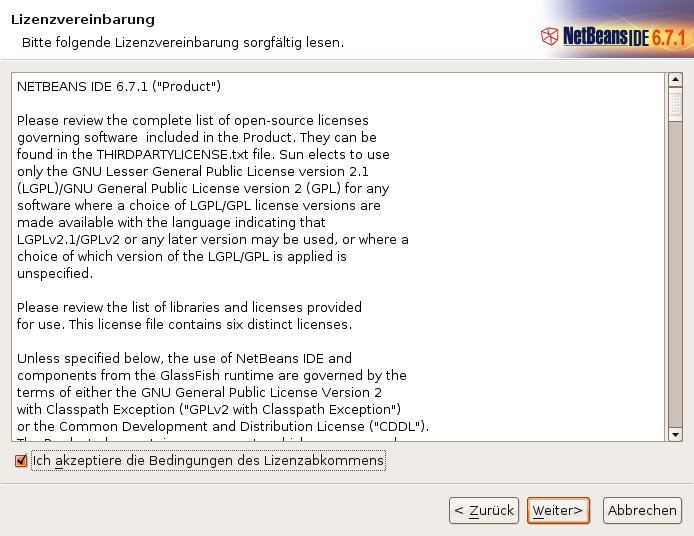 Lizenzvereinbarung
Bitte folgende Lizenzvereinbarung sorgfältig lesen.
NetBeans IDE 6.7.1
NETBEANS IDE 6.7.1 ("Product")
Please review the complete list of open-source licenses
governing software  included in the Product. They can be
found in the THIRDPARTYLICENSE.txt file. Sun elects to use
only the GNU Lesser General Public License version 2.1
(LGPL)/GNU General Public License version 2 (GPL) for any
software where a choice of LGPL/GPL license versions are
made available with the language indicating that
LGPLv2.1/GPLv2 or any later version may be used, or where a
choice of which version of the LGPL/GPL is applied is
unspecified.
Please review the list of libraries and licenses provided
for use. This license file contains six distinct licenses.
Unless specified below, the use of NetBeans IDE and
components from the GlassFish runtime are governed by the
terms of either the GNU General Public License Version 2
with Classpath Exception ("GPLv2 with Classpath Exception")
or the Common Development and Distribution License ("CDDL").
Ich akzeptiere die Bedingungen des Lizenzabkommens
< Zurück
Weiter>
Abbrechen